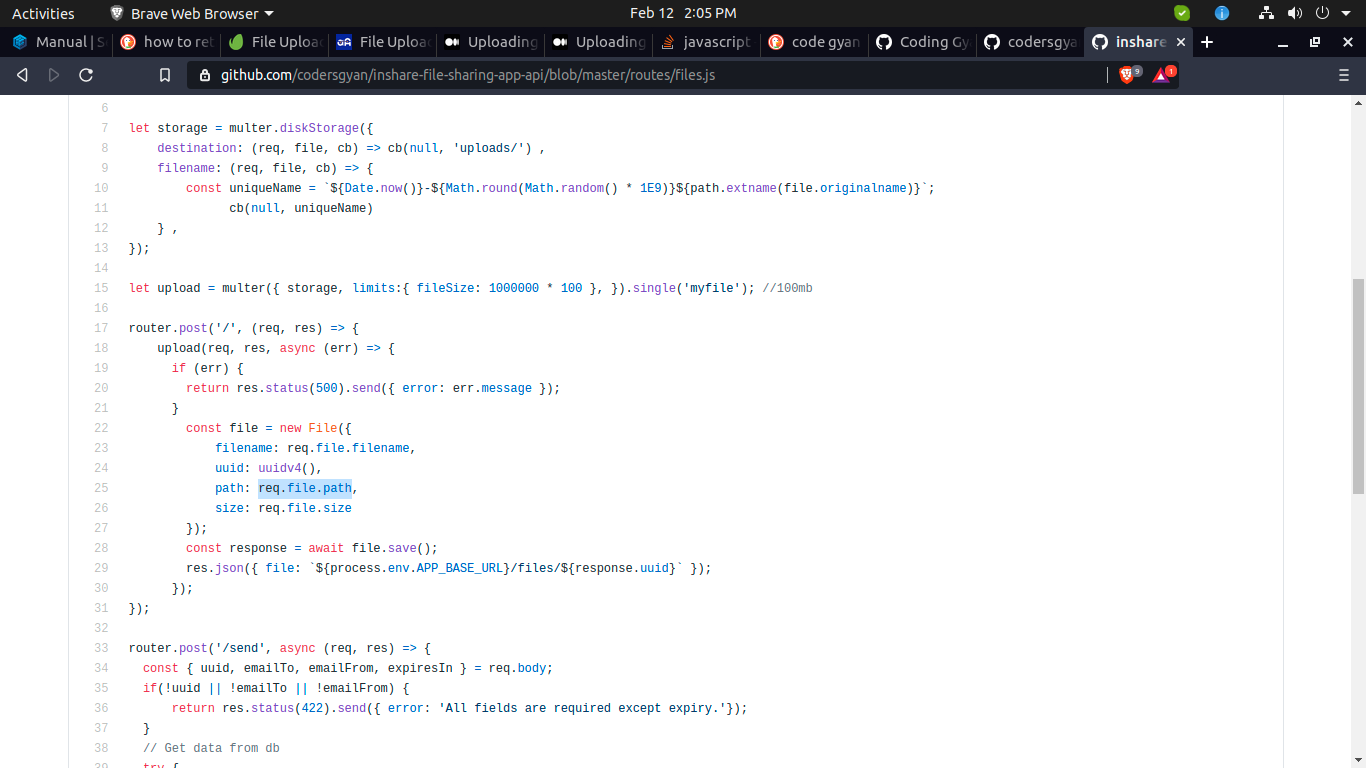 Activities Brave Web Browser Feb 12 2:05 PM
Manual | S how to ret File Uploa File Uploa Uploading Uploading javascript code gyan Coding Gy codersgya inshare
github.com/codersgyan/inshare-file-sharing-app-api/blob/master/routes/files.js 9 1
6
7 let storage = multer.diskStorage({
8 destination: (req, file, cb) => cb(null, 'uploads/') ,
9 filename: (req, file, cb) => {
10 const uniqueName = `${Date.now()}-${Math.round(Math.random() * 1E9)}${path.extname(file.originalname)}`;
11 cb(null, uniqueName)
12 } ,
13 });
14
15 let upload = multer({ storage, limits:{ fileSize: 1000000 * 100 }, }).single('myfile'); //100mb
16
17 router.post('/', (req, res) => {
18 upload(req, res, async (err) => {
19 if (err) {
20 return res.status(500).send({ error: err.message });
21 }
22 const file = new File({
23 filename: req.file.filename,
24 uuid: uuidv4(),
25 path: req.file.path,
26 size: req.file.size
27 });
28 const response = await file.save();
29 res.json({ file: `${process.env.APP_BASE_URL}/files/${response.uuid}` });
30 });
31 });
32
33 router.post('/send', async (req, res) => {
34 const { uuid, emailTo, emailFrom, expiresIn } = req.body;
35 if(!uuid || !emailTo || !emailFrom) {
36 return res.status(422).send({ error: 'All fields are required except expiry.'});
37 }
38 // Get data from db
39 try {